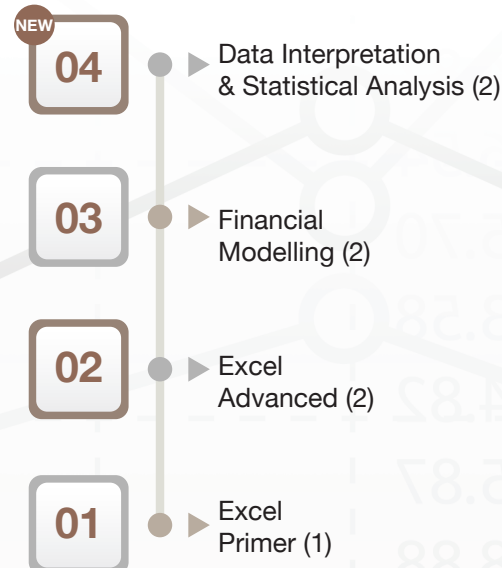 NEW
04
Data Interpretation
& Statistical Analysis (2)
03
Financial
Modelling (2)
02
Excel
Advanced (2)
01
Excel
Primer (1)